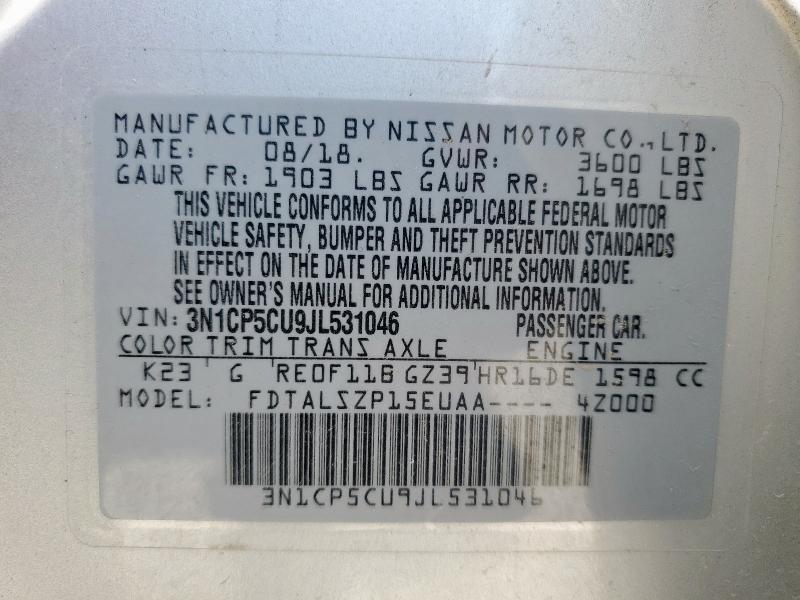 MANUFACTURED BY NISSAN MOTOR CO.,LTD.
DATE: 08/18. GVWR: 3600 LBS
GAWR FR: 1903 LBS GAWR RR: 1698 LBS
THIS VEHICLE CONFORMS TO ALL APPLICABLE FEDERAL MOTOR
VEHICLE SAFETY, BUMPER AND THEFT PREVENTION STANDARDS
IN EFFECT ON THE DATE OF MANUFACTURE SHOWN ABOVE.
SEE OWNER'S MANUAL FOR ADDITIONAL INFORMATION.
VIN: 3N1CP5CU9JL531046 PASSENGER CAR.
COLOR TRIM TRANS AXLE ENGINE
K23 G RE0F11B GZ39 HR16DE 1598 CC
MODEL: FDTALSZP15EUAA---- 4Z000
3N1CP5CU9JL531046